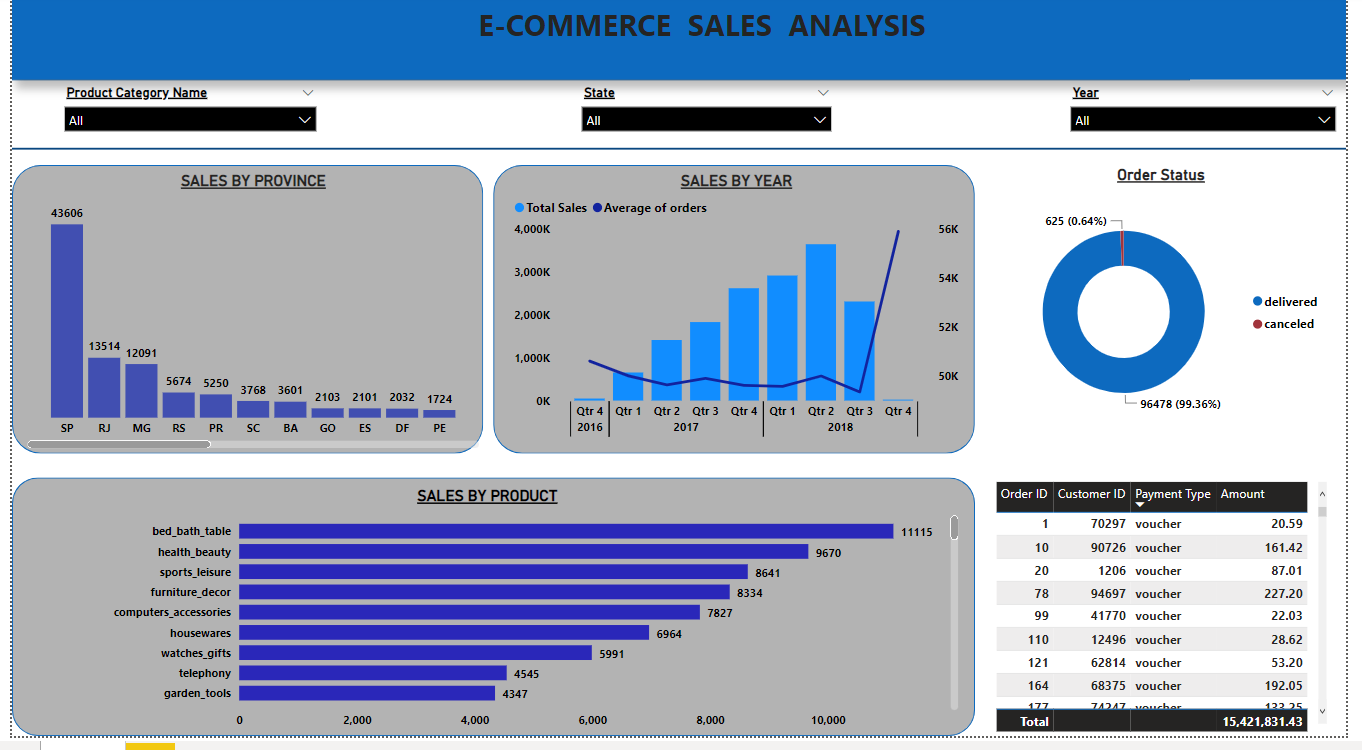 E-COMMERCE SALES ANALYSIS
Product Category Name
State
Year
All
All
All
SALES BY PROVINCE
43606
13514
12091
5674
5250
3768
3601
2103
2101
2032
1724
SP RJ MG RS PR SC BA GO ES DF PE
SALES BY YEAR
Total Sales Average of orders
4,000K
3,000K
2,000K
1,000K
0K
56K
54K
52K
50K
Qtr 4 Qtr 1 Qtr 2 Qtr 3 Qtr 4 Qtr 1 Qtr 2 Qtr 3 Qtr 4
2016 2017 2018
Order Status
625 (0.64%)
96478 (99.36%)
delivered
canceled
SALES BY PRODUCT
bed_bath_table 11115
health_beauty 9670
sports_leisure 8641
furniture_decor 8334
computers_accessories 7827
housewares 6964
watches_gifts 5991
telephony 4545
garden_tools 4347
0 2,000 4,000 6,000 8,000 10,000
Order ID Customer ID Payment Type Amount
1 70297 voucher 20.59
10 90726 voucher 161.42
20 1206 voucher 87.01
78 94697 voucher 227.20
99 41770 voucher 22.03
110 12496 voucher 28.62
121 62814 voucher 53.20
164 68375 voucher 192.05
177 74247 voucher 133.25
Total 15,421,831.43